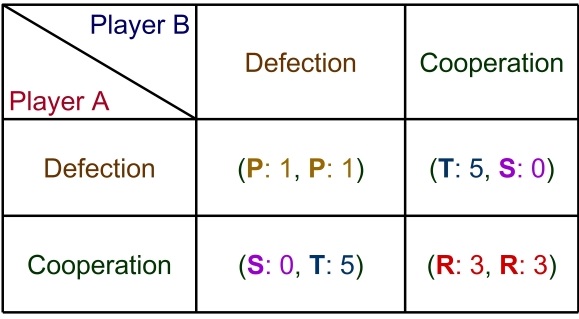 Player B
Player A
Defection
Cooperation
Defection
(P: 1, P: 1)
(T: 5, S: 0)
Cooperation
(S: 0, T: 5)
(R: 3, R: 3)